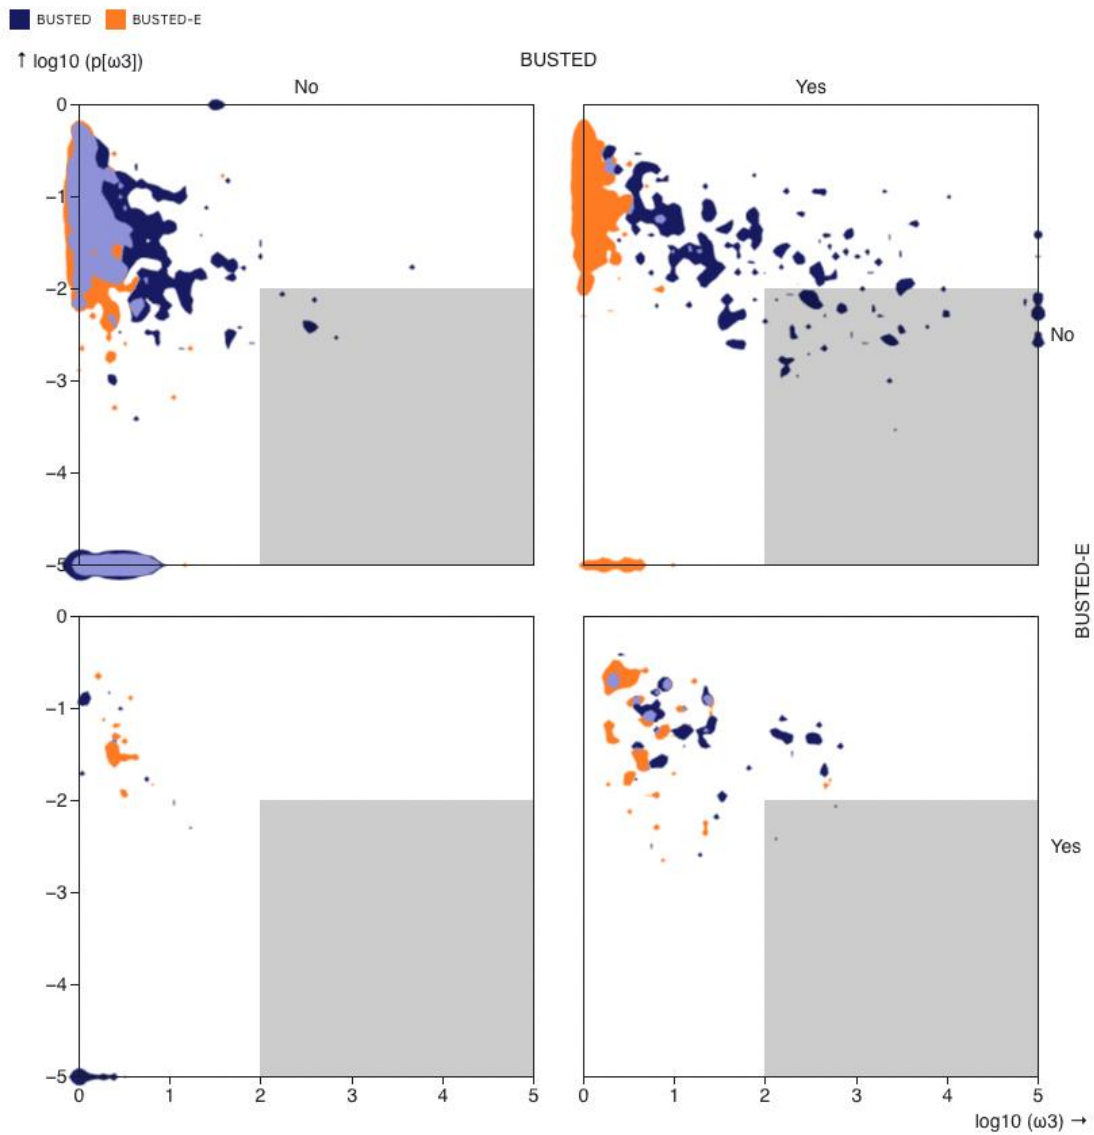 BUSTED BUSTED-E
↑ log10 (p[ω3])
BUSTED
No Yes
0
−1
−2
−3
−4
−5
No
BUSTED-E
0
−1
−2
−3
−4
−5
Yes
0 1 2 3 4 5
0 1 2 3 4 5
log10 (ω3) →